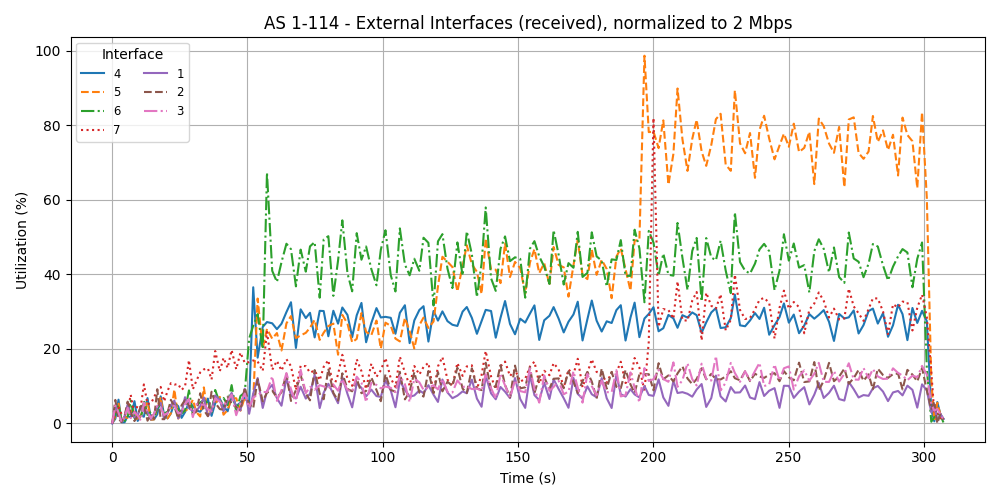 AS 1-114 - External Interfaces (received), normalized to 2 Mbps
Interface
4 1
5 2
6 3
7
100
80
60
40
20
0
Utilization (%)
0 50 100 150 200 250 300
Time (s)